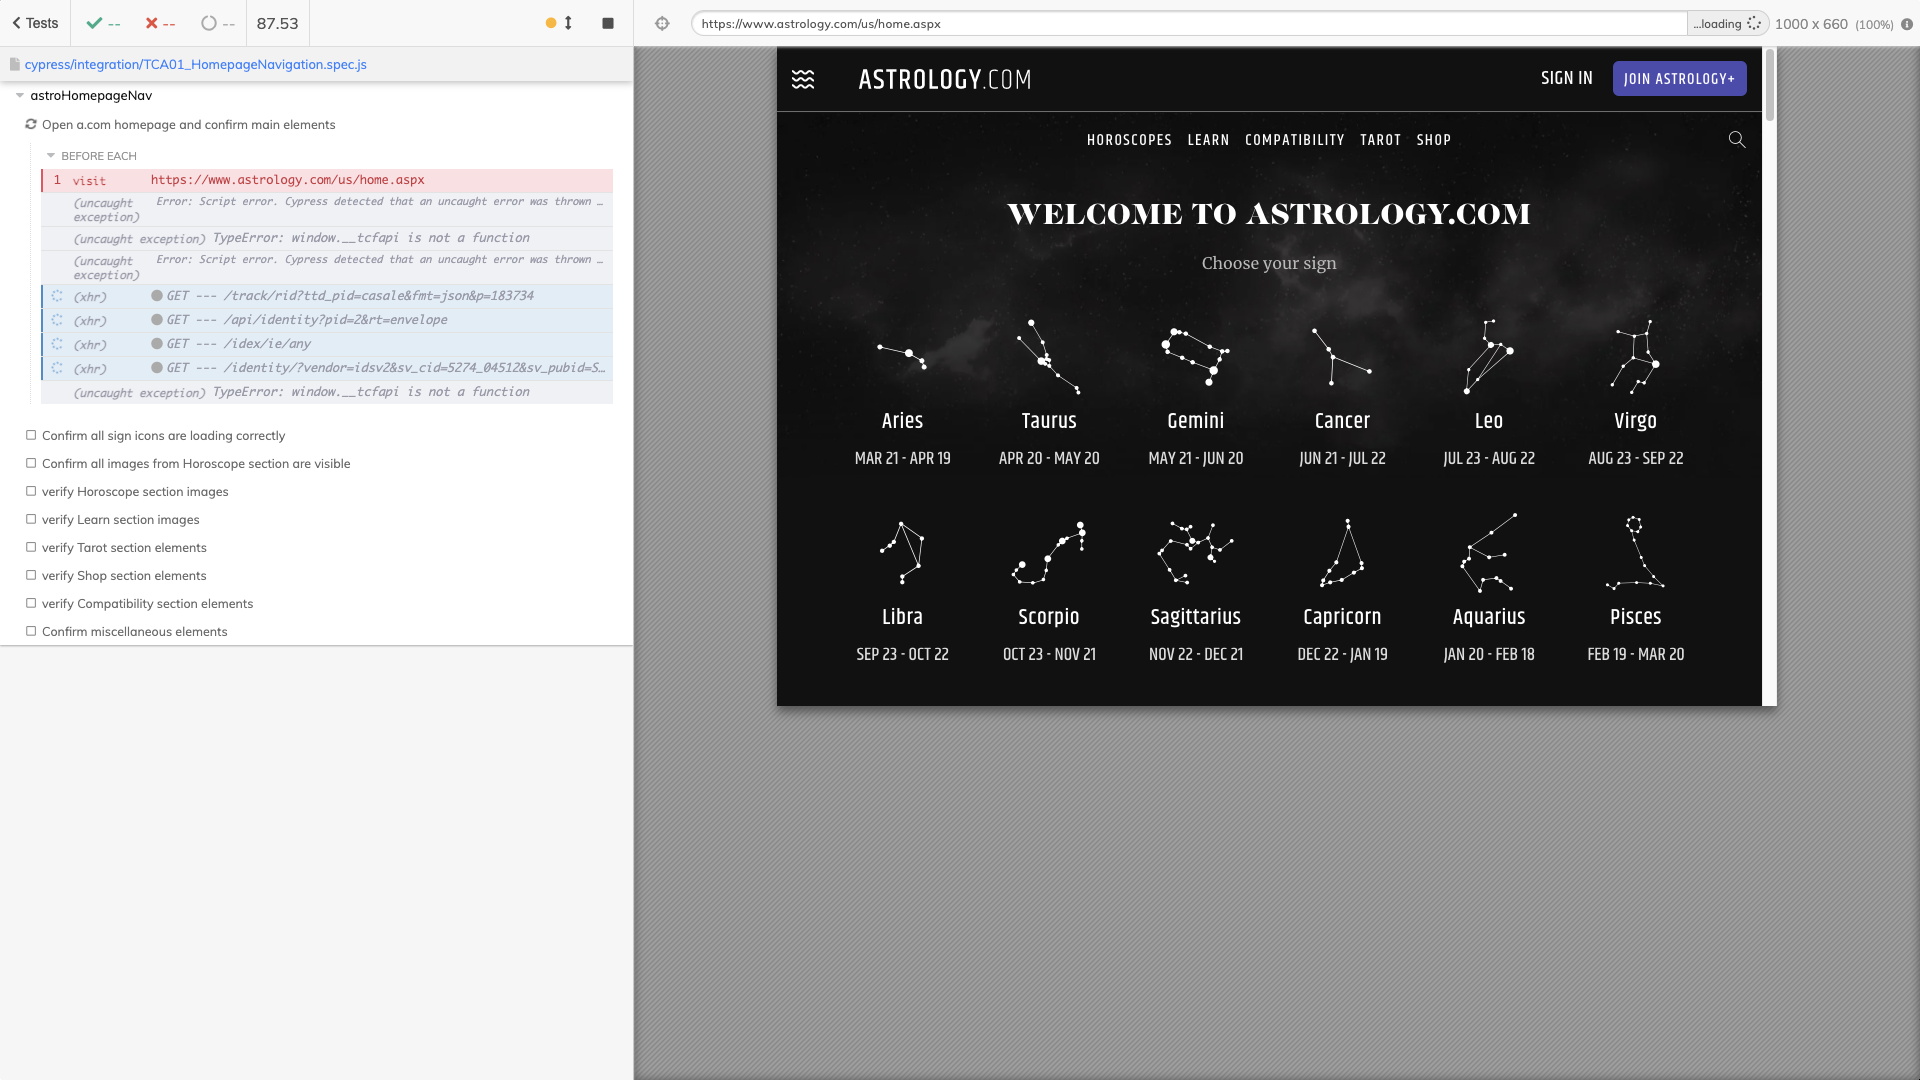 Tests
--
--
--
87.53
https://www.astrology.com/us/home.aspx
...loading
1000 x 660 (100%)
cypress/integration/TCA01_HomepageNavigation.spec.js
astroHomepageNav
Open a.com homepage and confirm main elements
BEFORE EACH
1 visit https://www.astrology.com/us/home.aspx
(uncaught exception) Error: Script error. Cypress detected that an uncaught error was thrown …
(uncaught exception) TypeError: window.__tcfapi is not a function
(uncaught exception) Error: Script error. Cypress detected that an uncaught error was thrown …
(xhr) GET --- /track/rid?ttd_pid=casale&fmt=json&p=183734
(xhr) GET --- /api/identity?pid=2&rt=envelope
(xhr) GET --- /idex/ie/any
(xhr) GET --- /identity/?vendor=idsv2&sv_cid=5274_04512&sv_pubid=S…
(uncaught exception) TypeError: window.__tcfapi is not a function
Confirm all sign icons are loading correctly
Confirm all images from Horoscope section are visible
verify Horoscope section images
verify Learn section images
verify Tarot section elements
verify Shop section elements
verify Compatibility section elements
Confirm miscellaneous elements
ASTROLOGY.COM
SIGN IN
JOIN ASTROLOGY+
HOROSCOPES LEARN COMPATIBILITY TAROT SHOP
WELCOME TO ASTROLOGY.COM
Choose your sign
Aries Taurus Gemini Cancer Leo Virgo
MAR 21 - APR 19 APR 20 - MAY 20 MAY 21 - JUN 20 JUN 21 - JUL 22 JUL 23 - AUG 22 AUG 23 - SEP 22
Libra Scorpio Sagittarius Capricorn Aquarius Pisces
SEP 23 - OCT 22 OCT 23 - NOV 21 NOV 22 - DEC 21 DEC 22 - JAN 19 JAN 20 - FEB 18 FEB 19 - MAR 20